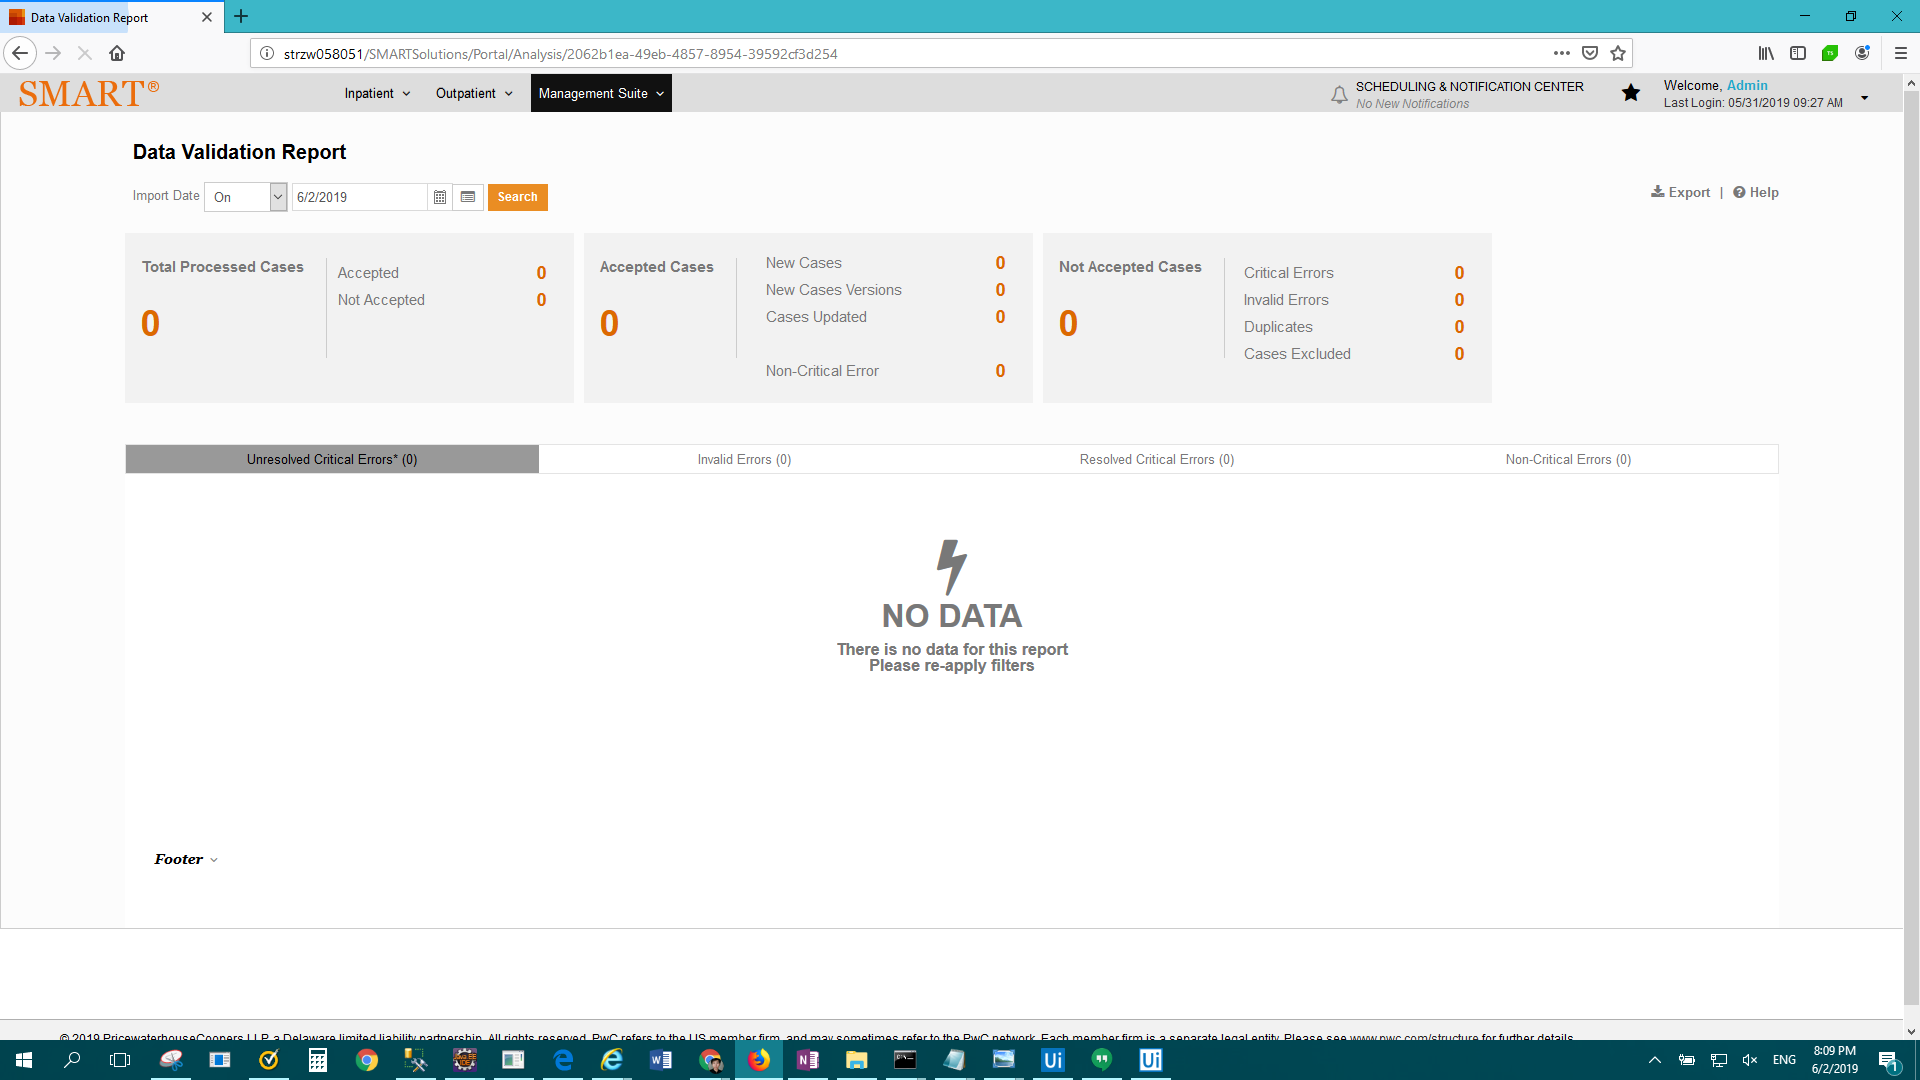 Data Validation Report
strzw058051/SMARTSolutions/Portal/Analysis/2062b1ea-49eb-4857-8954-39592cf3d254
SMART®
Inpatient
Outpatient
Management Suite
SCHEDULING & NOTIFICATION CENTER
No New Notifications
Welcome, Admin
Last Login: 05/31/2019 09:27 AM
Data Validation Report
Import Date On 6/2/2019 Search
Export | Help
Total Processed Cases
0
Accepted 0
Not Accepted 0
Accepted Cases
0
New Cases 0
New Cases Versions 0
Cases Updated 0
Non-Critical Error 0
Not Accepted Cases
0
Critical Errors 0
Invalid Errors 0
Duplicates 0
Cases Excluded 0
Unresolved Critical Errors* (0)
Invalid Errors (0)
Resolved Critical Errors (0)
Non-Critical Errors (0)
NO DATA
There is no data for this report
Please re-apply filters
Footer
© 2019 PricewaterhouseCoopers LLP, a Delaware limited liability partnership. All rights reserved. PwC refers to the US member firm, and may sometimes refer to the PwC network. Each member firm is a separate legal entity. Please see www.pwc.com/structure for further details.
ENG
8:09 PM
6/2/2019
1